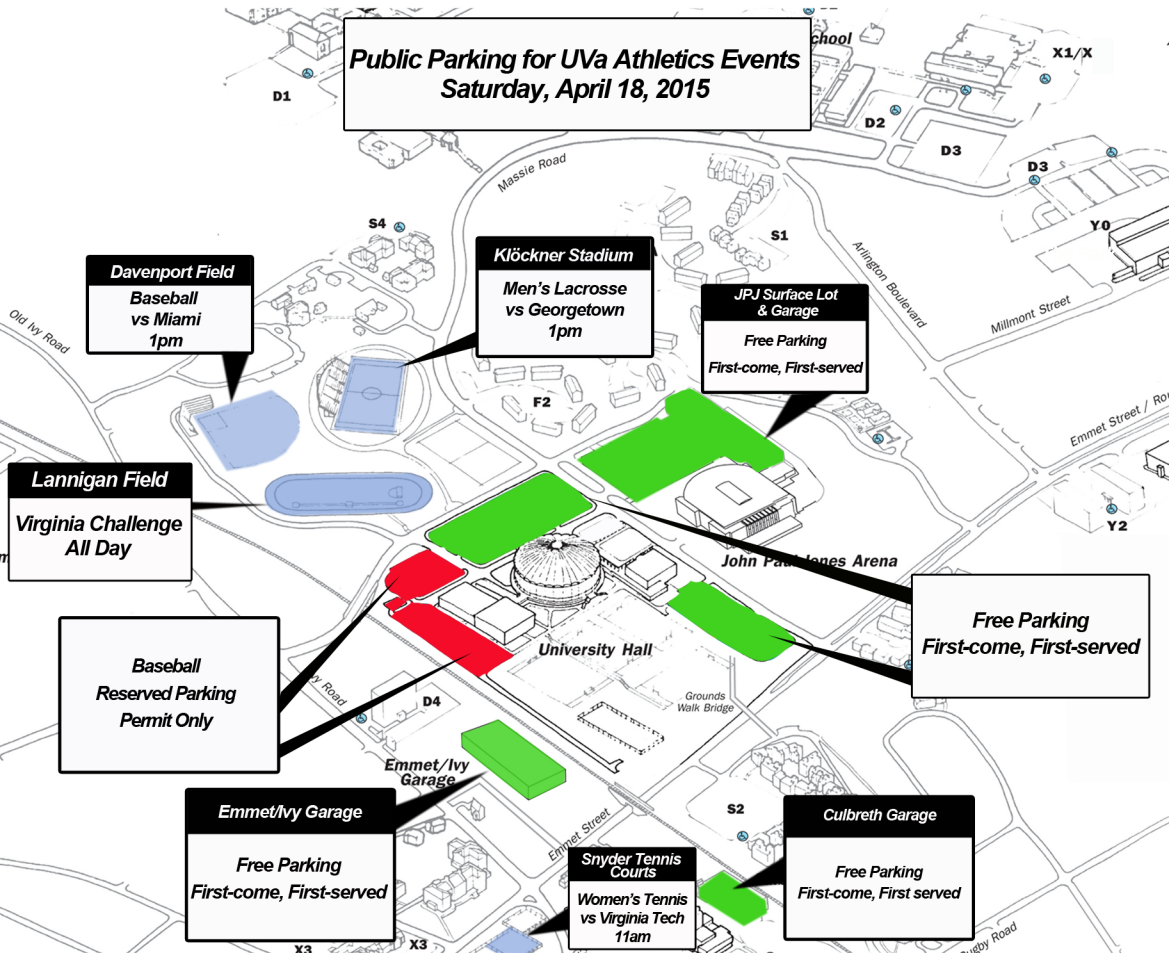 Public Parking for UVa Athletics Events
Saturday, April 18, 2015
chool
X1/X
D1
D2
D3
D3
Massie Road
S4
S1
Y0
Arlington Boulevard
Millmont Street
Old Ivy Road
Davenport Field
Baseball
vs Miami
1pm
Klöckner Stadium
Men's Lacrosse
vs Georgetown
1pm
JPJ Surface Lot
& Garage
Free Parking
First-come, First-served
F2
Emmet Street / Rou
Y2
Lannigan Field
Virginia Challenge
All Day
John Paul Jones Arena
Free Parking
First-come, First-served
University Hall
Baseball
Reserved Parking
Permit Only
vy Road
D4
Grounds
Walk Bridge
Emmet/Ivy
Garage
Emmet/Ivy Garage
Free Parking
First-come, First-served
Emmet Street
S2
Culbreth Garage
Free Parking
First-come, First served
Snyder Tennis
Courts
Women's Tennis
vs Virginia Tech
11am
X3
X3
Rugby Road